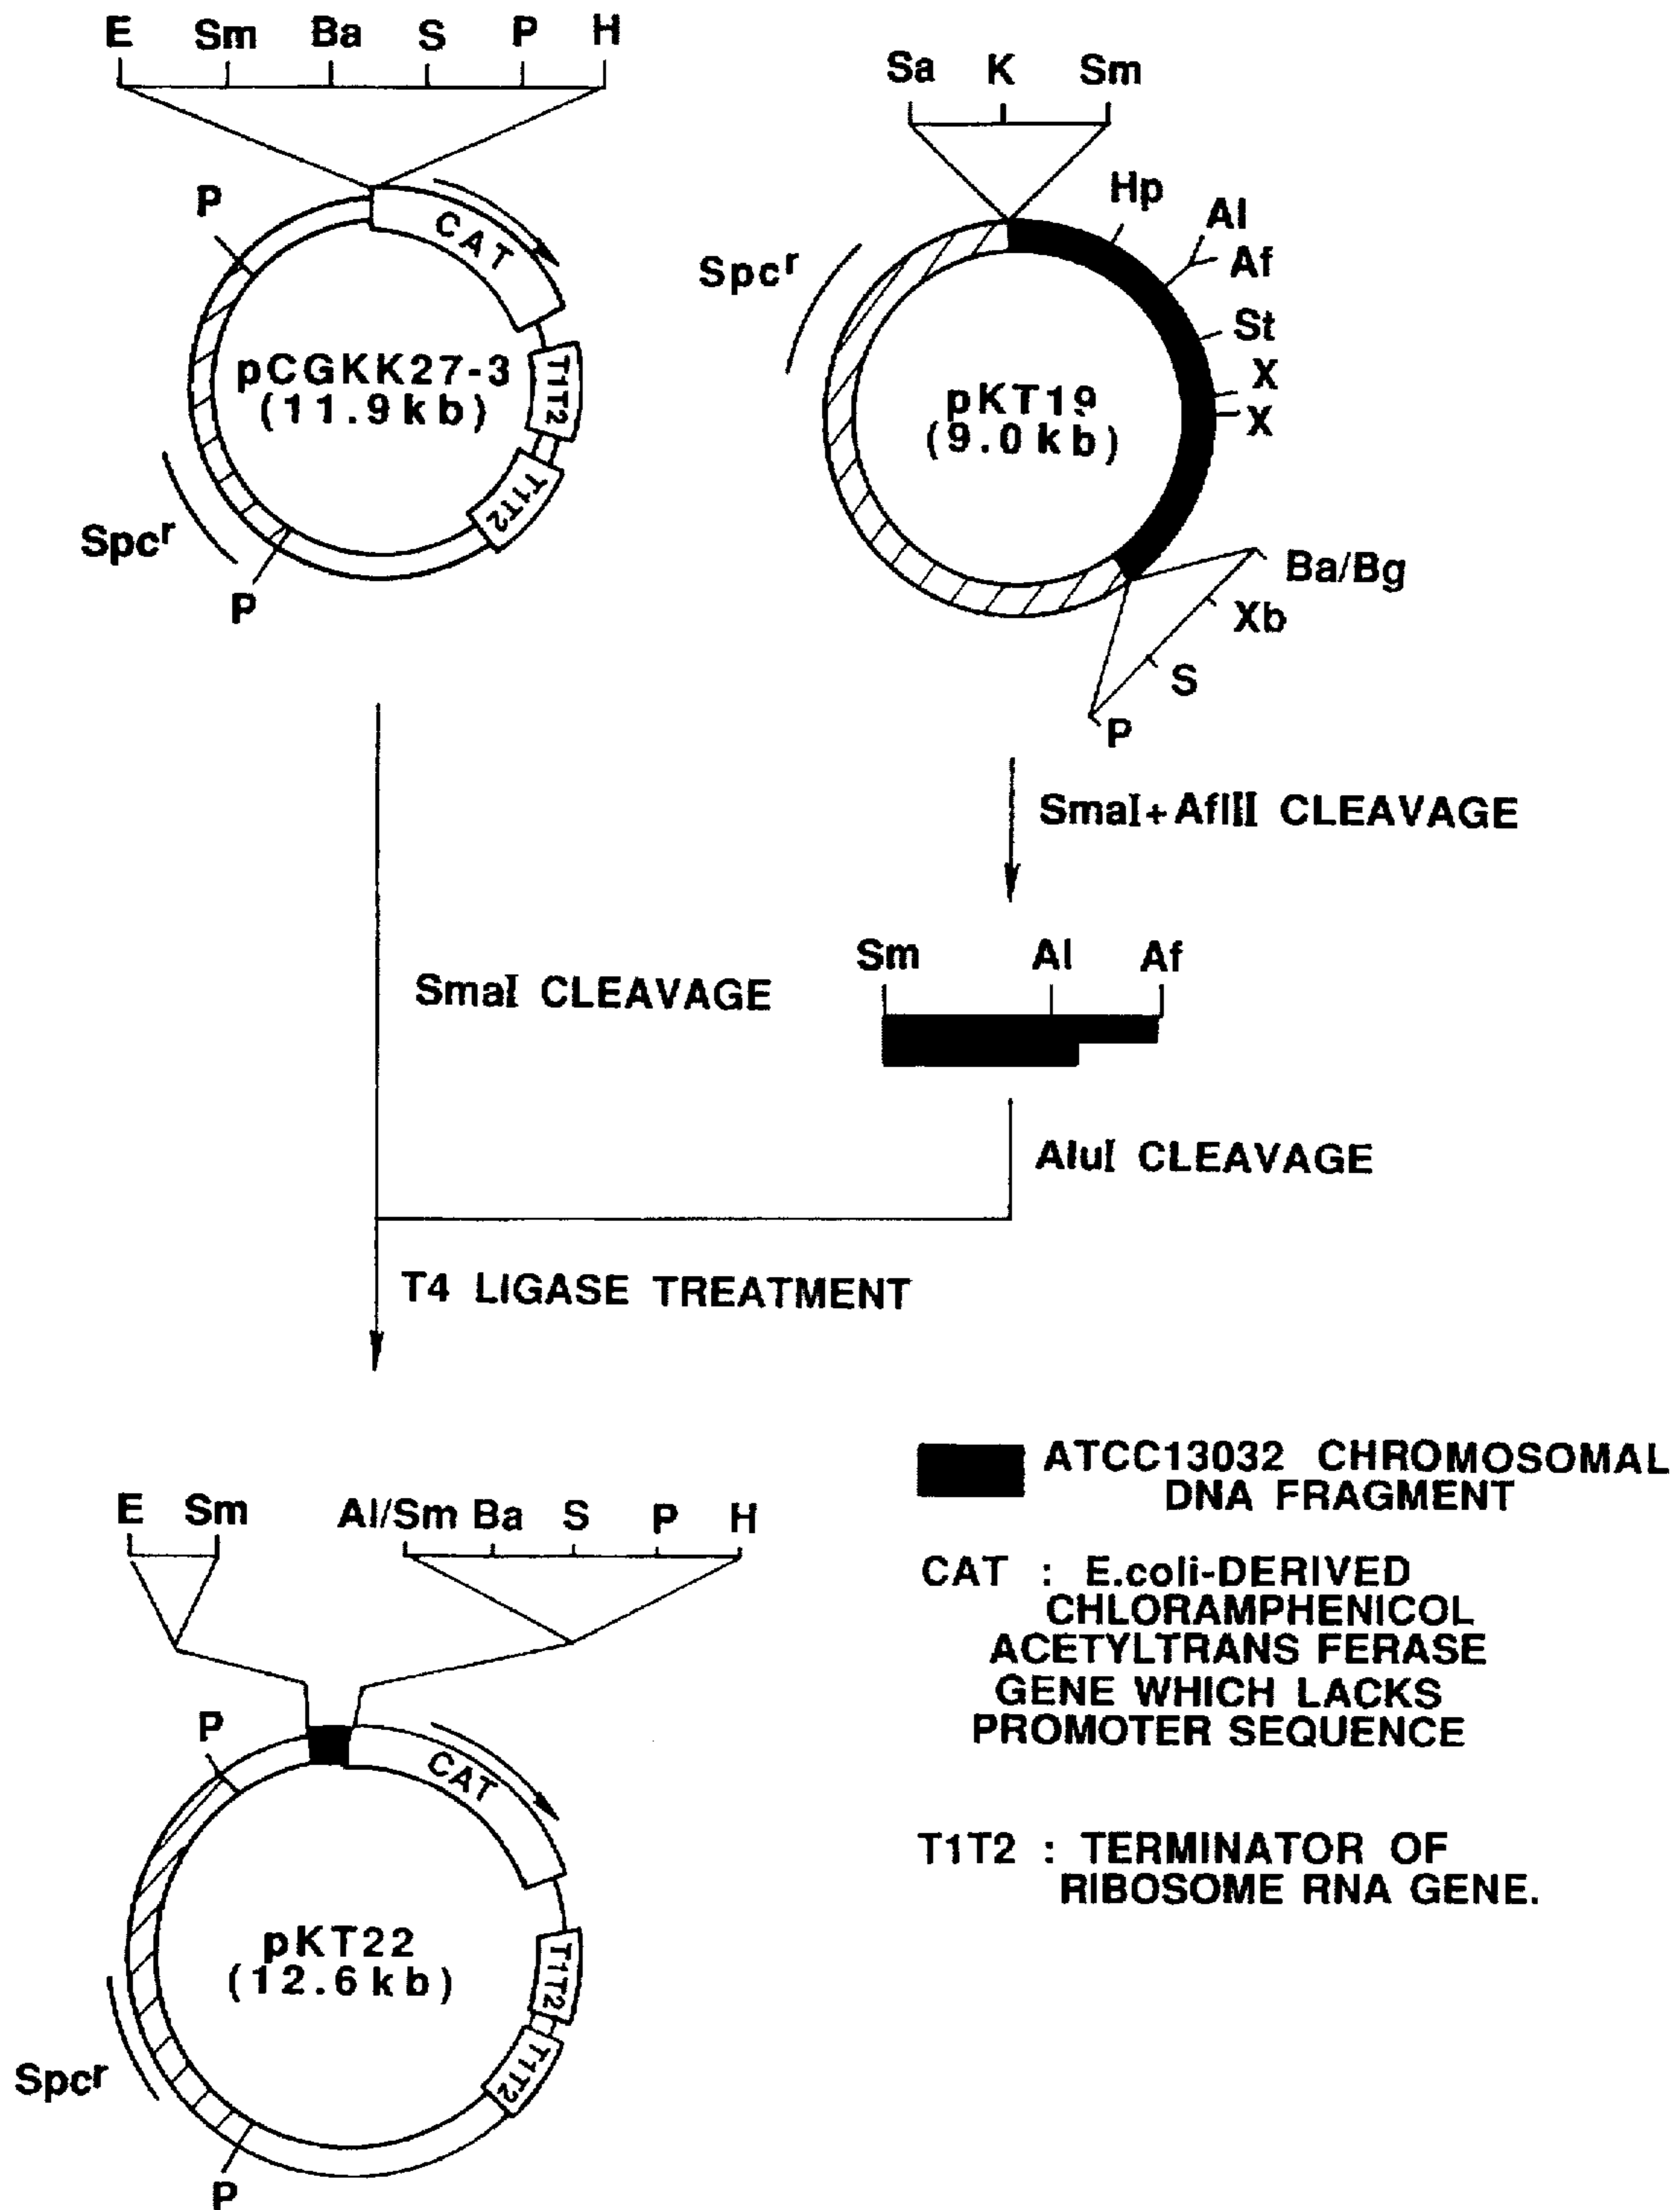 E Sm Ba S P H
Sa K Sm
P
CAT
T1T2
T1T2
pCGKK27-3
(11.9kb)
Spcr
P
Spcr
Hp
Al
Af
St
X
X
pKT19
(9.0kb)
Ba/Bg
Xb
S
P
SmaI+AflII CLEAVAGE
Sm Al Af
SmaI CLEAVAGE
AluI CLEAVAGE
T4 LIGASE TREATMENT
E Sm Al/Sm Ba S P H
P
CAT
T1T2
T1T2
pKT22
(12.6kb)
Spcr
P
ATCC13032 CHROMOSOMAL
DNA FRAGMENT
CAT : E.coli-DERIVED
CHLORAMPHENICOL
ACETYLTRANS FERASE
GENE WHICH LACKS
PROMOTER SEQUENCE
T1T2 : TERMINATOR OF
RIBOSOME RNA GENE.